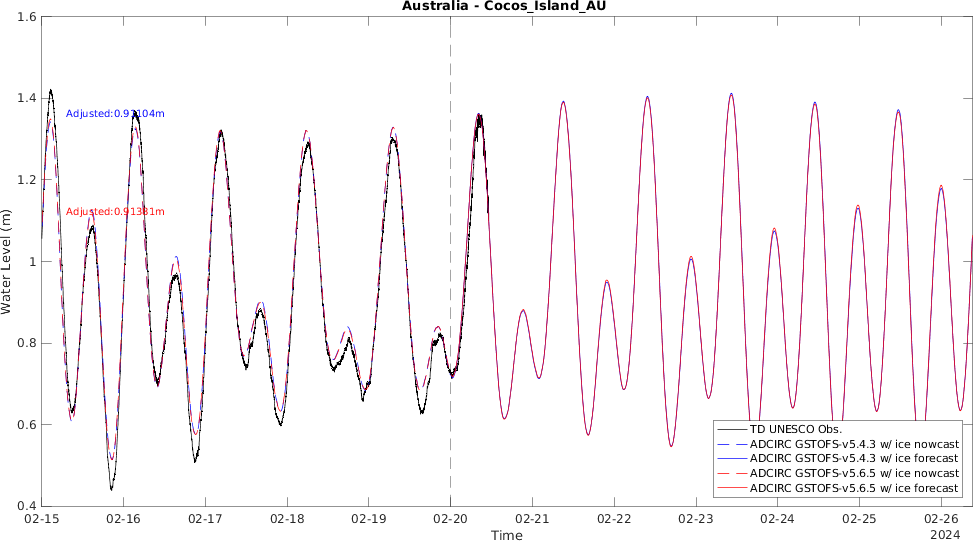 Australia - Cocos_Island_AU
1.6
1.4
1.2
1
0.8
0.6
0.4
Water Level (m)
Adjusted:0.91104m
Adjusted:0.91381m
TD UNESCO Obs.
ADCIRC GSTOFS-v5.4.3 w/ ice nowcast
ADCIRC GSTOFS-v5.4.3 w/ ice forecast
ADCIRC GSTOFS-v5.6.5 w/ ice nowcast
ADCIRC GSTOFS-v5.6.5 w/ ice forecast
02-15 02-16 02-17 02-18 02-19 02-20 02-21 02-22 02-23 02-24 02-25 02-26
Time
2024